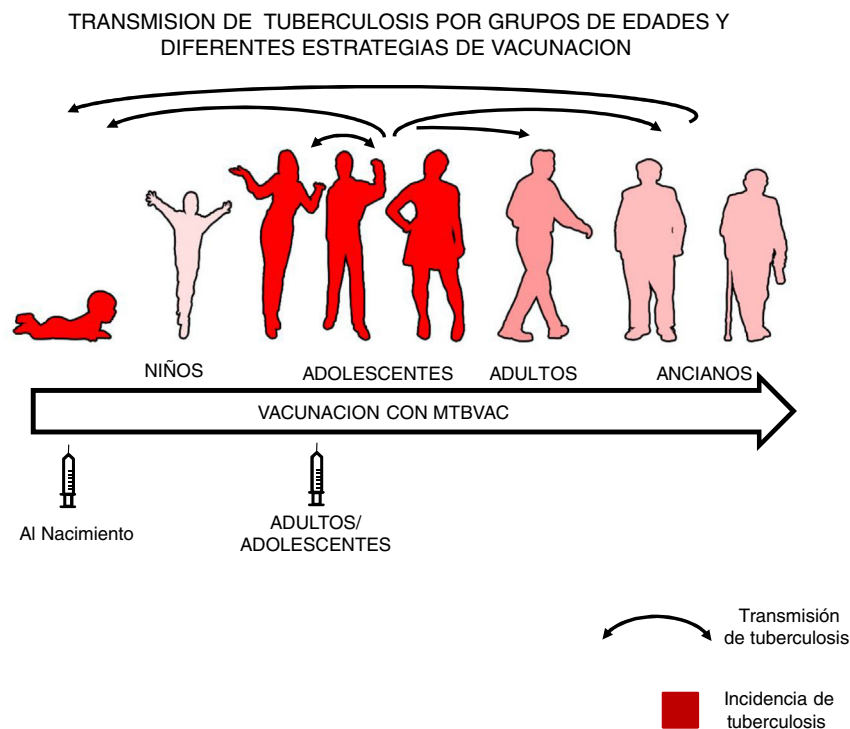 TRANSMISION DE TUBERCULOSIS POR GRUPOS DE EDADES Y
DIFERENTES ESTRATEGIAS DE VACUNACION
NIÑOS
ADOLESCENTES
ADULTOS
ANCIANOS
VACUNACION CON MTBVAC
Al Nacimiento
ADULTOS/
ADOLESCENTES
Transmisión
de tuberculosis
Incidencia de
tuberculosis